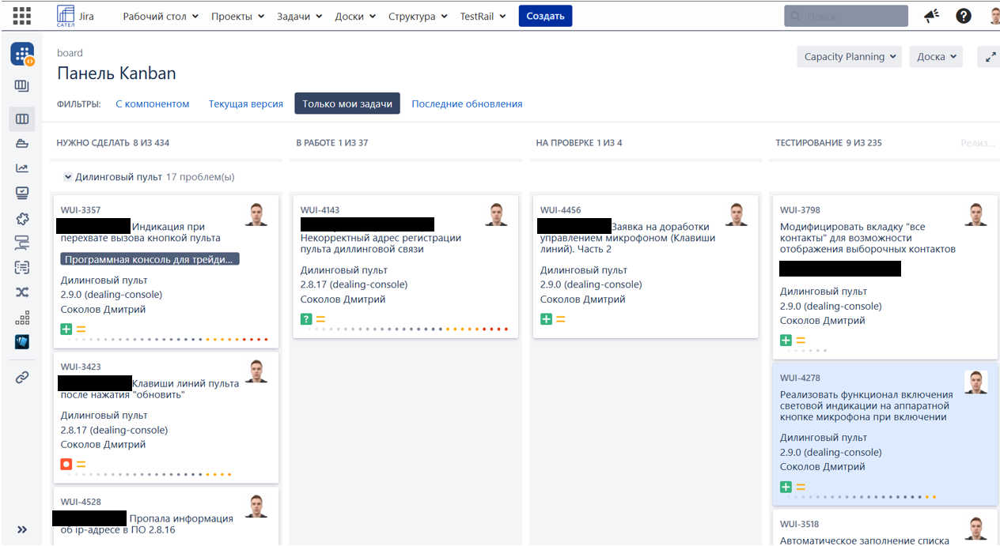 САТЕЛ
Jira
Рабочий стол
Проекты
Задачи
Доски
Структура
TestRail
Создать
Поиск
board
Панель Kanban
Capacity Planning
Доска
ФИЛЬТРЫ:
С компонентом
Текущая версия
Только мои задачи
Последние обновления
НУЖНО СДЕЛАТЬ 8 ИЗ 434
В РАБОТЕ 1 ИЗ 37
НА ПРОВЕРКЕ 1 ИЗ 4
ТЕСТИРОВАНИЕ 9 ИЗ 235
Релиз...
Дилинговый пульт 17 проблем(ы)
WUI-3357
Индикация при
перехвате вызова кнопкой пульта
Программная консоль для трейди...
Дилинговый пульт
2.9.0 (dealing-console)
Соколов Дмитрий
WUI-3423
Клавиши линий пульта
после нажатия "обновить"
Дилинговый пульт
2.8.17 (dealing-console)
Соколов Дмитрий
WUI-4528
Пропала информация
об ip-адресе в ПО 2.8.16
WUI-4143
Некорректный адрес регистрации
пульта диллинговой связи
Дилинговый пульт
2.8.17 (dealing-console)
Соколов Дмитрий
WUI-4456
Заявка на доработки
управлением микрофоном (Клавиши
линий). Часть 2
Дилинговый пульт
2.9.0 (dealing-console)
Соколов Дмитрий
WUI-3798
Модифицировать вкладку "все
контакты" для возможности
отображения выборочных контактов
Дилинговый пульт
2.9.0 (dealing-console)
Соколов Дмитрий
WUI-4278
Реализовать функционал включения
световой индикации на аппаратной
кнопке микрофона при включении
Дилинговый пульт
2.9.0 (dealing-console)
Соколов Дмитрий
WUI-3518
Автоматическое заполнение списка